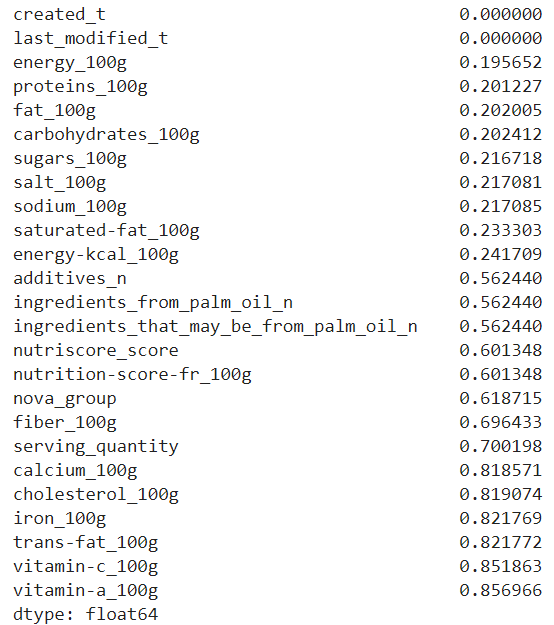 created_t 0.000000
last_modified_t 0.000000
energy_100g 0.195652
proteins_100g 0.201227
fat_100g 0.202005
carbohydrates_100g 0.202412
sugars_100g 0.216718
salt_100g 0.217081
sodium_100g 0.217085
saturated-fat_100g 0.233303
energy-kcal_100g 0.241709
additives_n 0.562440
ingredients_from_palm_oil_n 0.562440
ingredients_that_may_be_from_palm_oil_n 0.562440
nutriscore_score 0.601348
nutrition-score-fr_100g 0.601348
nova_group 0.618715
fiber_100g 0.696433
serving_quantity 0.700198
calcium_100g 0.818571
cholesterol_100g 0.819074
iron_100g 0.821769
trans-fat_100g 0.821772
vitamin-c_100g 0.851863
vitamin-a_100g 0.856966
dtype: float64